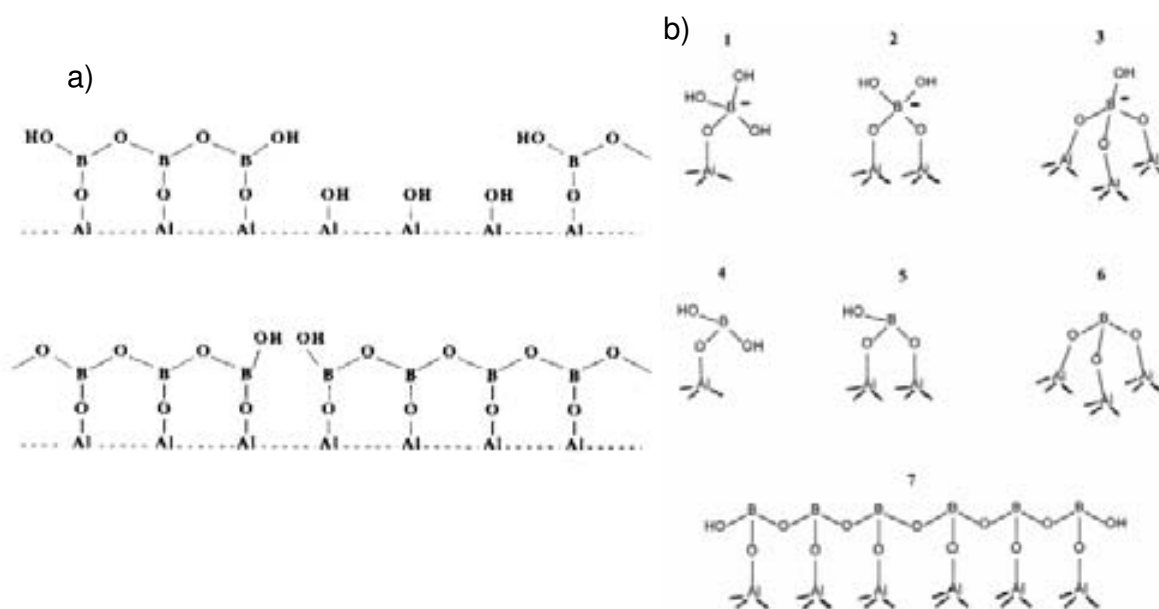 a)
HO O O OH HO O
B B B B
O O O OH OH OH O
Al Al Al Al Al Al Al
O O O OH OH O O O O
B B B B B B B
O O O O O O O
Al Al Al Al Al Al Al
b)
1 2 3
OH HO OH OH
HO B − B − B −
O OH O O O O O
Al Al Al Al Al Al
4 5 6
HO B HO B B
O OH O O O O O
Al Al Al Al Al Al
7
B B B B B B
HO O O O O O OH
O O O O O O
Al Al Al Al Al Al